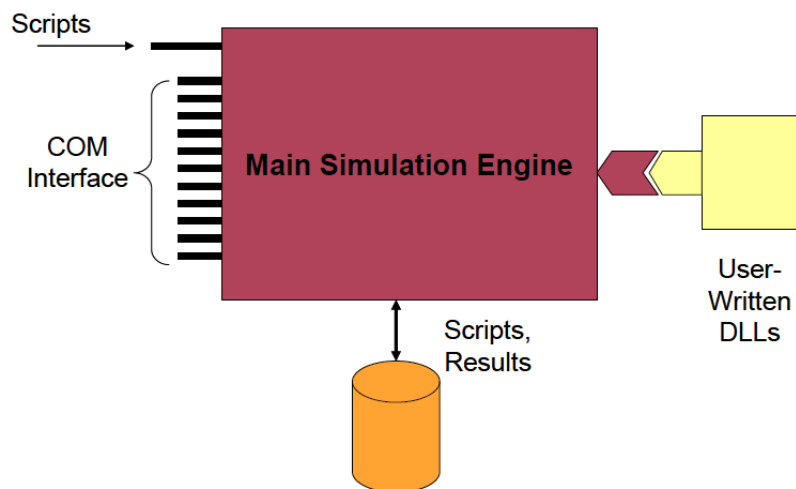 Scripts
COM
Interface
Main Simulation Engine
User-
Written
DLLs
Scripts,
Results